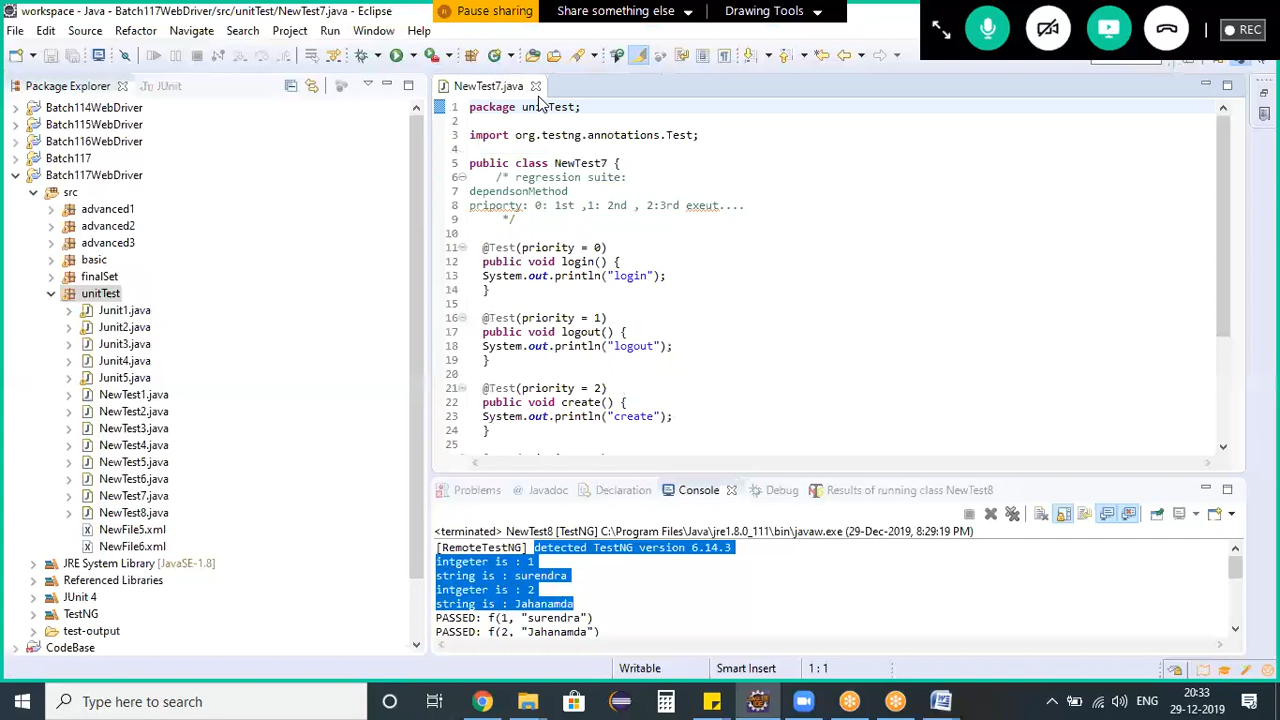 workspace - Java - Batch117WebDriver/src/unitTest/NewTest7.java - Eclipse
Pause sharing
Share something else
Drawing Tools
REC
File Edit Source Refactor Navigate Search Project Run Window Help
Package Explorer
JUnit
Batch114WebDriver
Batch115WebDriver
Batch116WebDriver
Batch117
Batch117WebDriver
src
advanced1
advanced2
advanced3
basic
finalSet
unitTest
Junit1.java
Junit2.java
Junit3.java
Junit4.java
Junit5.java
NewTest1.java
NewTest2.java
NewTest3.java
NewTest4.java
NewTest5.java
NewTest6.java
NewTest7.java
NewTest8.java
NewFile5.xml
NewFile6.xml
JRE System Library [JavaSE-1.8]
Referenced Libraries
JUnit 4
TestNG
test-output
CodeBase
NewTest7.java
1 package unitTest;
2
3 import org.testng.annotations.Test;
4
5 public class NewTest7 {
6 /* regression suite:
7 dependsonMethod
8 priporty: 0: 1st ,1: 2nd , 2:3rd exeut....
9 */
10
11 @Test(priority = 0)
12 public void login() {
13 System.out.println("login");
14 }
15
16 @Test(priority = 1)
17 public void logout() {
18 System.out.println("logout");
19 }
20
21 @Test(priority = 2)
22 public void create() {
23 System.out.println("create");
24 }
25
Problems Javadoc Declaration Console Debug Results of running class NewTest8
<terminated> NewTest8 [TestNG] C:\Program Files\Java\jre1.8.0_111\bin\javaw.exe (29-Dec-2019, 8:29:19 PM)
[RemoteTestNG] detected TestNG version 6.14.3
intgeter is : 1
string is : surendra
intgeter is : 2
string is : Jahanamda
PASSED: f(1, "surendra")
PASSED: f(2, "Jahanamda")
Writable
Smart Insert
1 : 1
Type here to search
ENG
20:33
29-12-2019